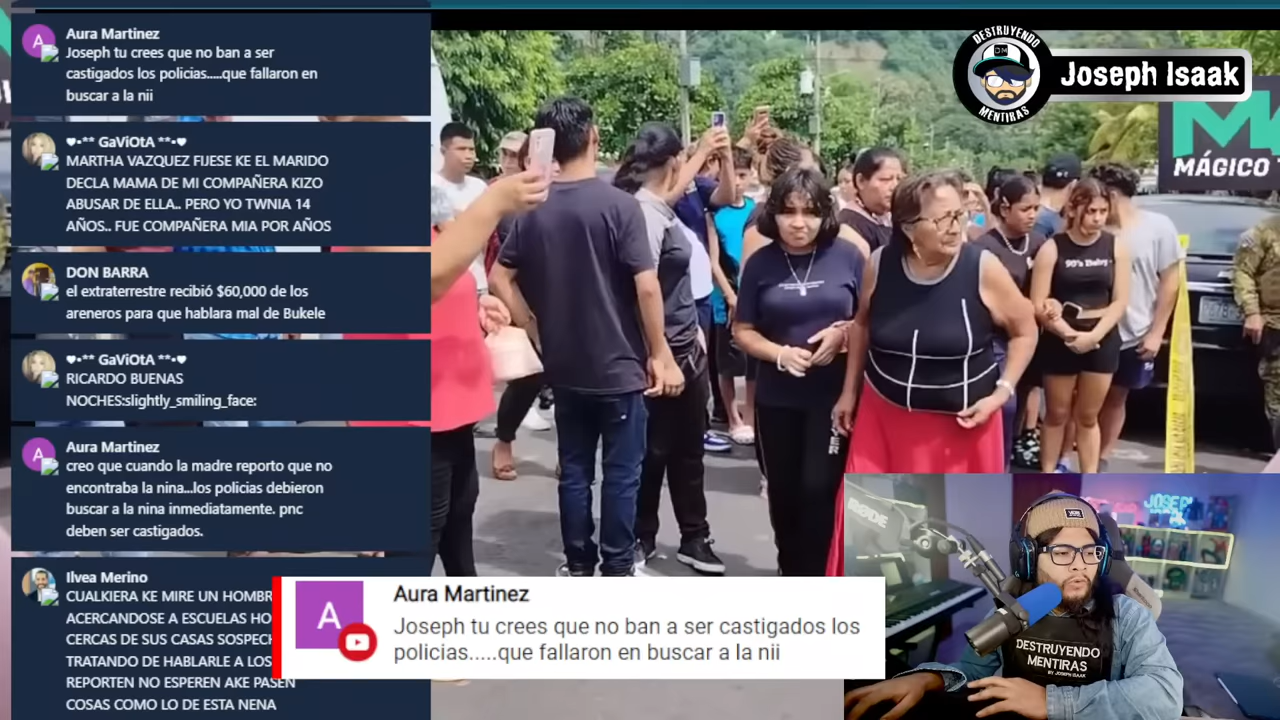 Aura Martinez
Joseph tu crees que no ban a ser
castigados los policias.....que fallaron en
buscar a la nii
♥•** GaViOtA **•♥
MARTHA VAZQUEZ FIJESE KE EL MARIDO
DECLA MAMA DE MI COMPAÑERA KIZO
ABUSAR DE ELLA.. PERO YO TWNIA 14
AÑOS.. FUE COMPAÑERA MIA POR AÑOS
DON BARRA
el extraterrestre recibió $60,000 de los
areneros para que hablara mal de Bukele
♥•** GaViOtA **•♥
RICARDO BUENAS
NOCHES:slightly_smiling_face:
Aura Martinez
creo que cuando la madre reporto que no
encontraba la nina...los policias debieron
buscar a la nina inmediatamente. pnc
deben ser castigados.
Ilvea Merino
CUALKIERA KE MIRE UN HOMBR
ACERCANDOSE A ESCUELAS HO
CERCAS DE SUS CASAS SOSPECH
TRATANDO DE HABLARLE A LOS
REPORTEN NO ESPEREN AKE PASEN
COSAS COMO LO DE ESTA NENA
A
Aura Martinez
Joseph tu crees que no ban a ser castigados los
policias.....que fallaron en buscar a la nii
DESTRUYENDO
DM
MENTIRAS
Joseph Isaak
MÁGICO
90's Baby
RØDE
JOSEPH
DESTRUYENDO
MENTIRAS
BY JOSEPH ISAAK